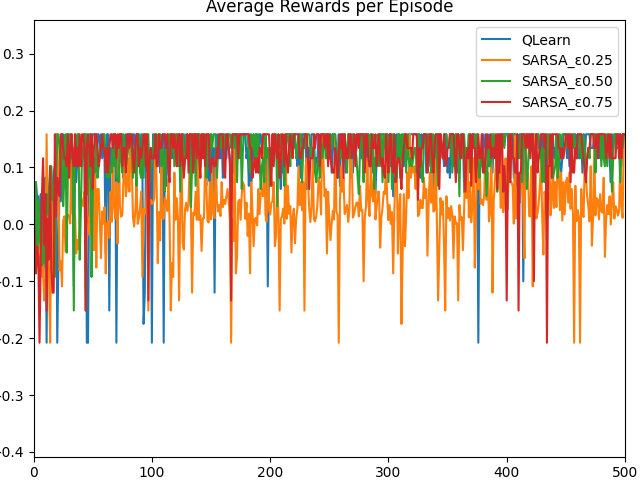 Average Rewards per Episode
QLearn
SARSA_ε0.25
SARSA_ε0.50
SARSA_ε0.75
0.3
0.2
0.1
0.0
-0.1
-0.2
-0.3
-0.4
0 100 200 300 400 500